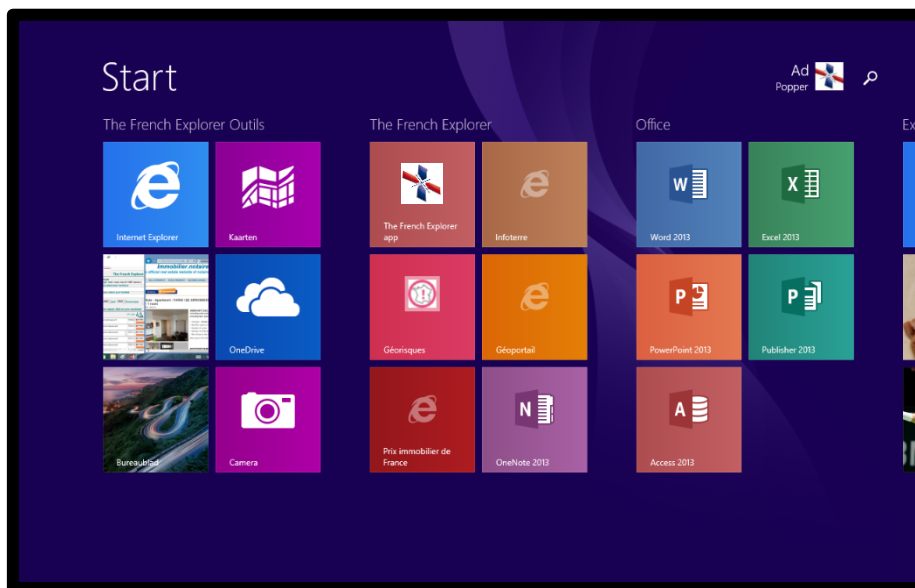 Start
Ad
Popper
The French Explorer Outils
The French Explorer
Office
Ex
Internet Explorer
Kaarten
The French Explorer
app
Infoterre
Word 2013
Excel 2013
OneDrive
Géorisques
Géoportail
PowerPoint 2013
Publisher 2013
Bureaublad
Camera
Prix immobilier de
France
OneNote 2013
Access 2013